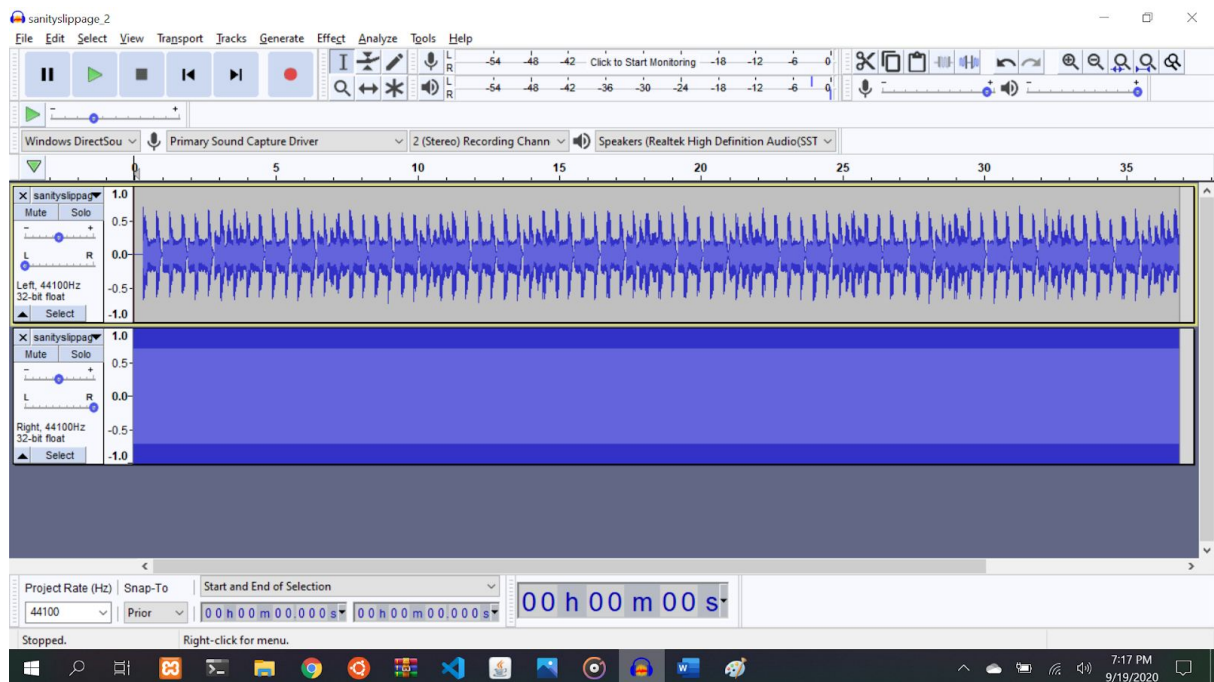 sanityslippage_2
File Edit Select View Transport Tracks Generate Effect Analyze Tools Help
L R -54 -48 -42 Click to Start Monitoring -18 -12 -6 0
L R -54 -48 -42 -36 -30 -24 -18 -12 -6 0
- +
Windows DirectSou Primary Sound Capture Driver 2 (Stereo) Recording Chann Speakers (Realtek High Definition Audio(SST
0 5 10 15 20 25 30 35
X sanityslippag 1.0
Mute Solo
- + 0.5
L R 0.0
Left, 44100Hz -0.5
32-bit float
Select -1.0
X sanityslippag 1.0
Mute Solo
- + 0.5
L R 0.0
Right, 44100Hz -0.5
32-bit float
Select -1.0
Project Rate (Hz) Snap-To Start and End of Selection
44100 Prior 00 h 00 m 00.000 s 00 h 00 m 00.000 s 00 h 00 m 00 s
Stopped. Right-click for menu.
7:17 PM
9/19/2020